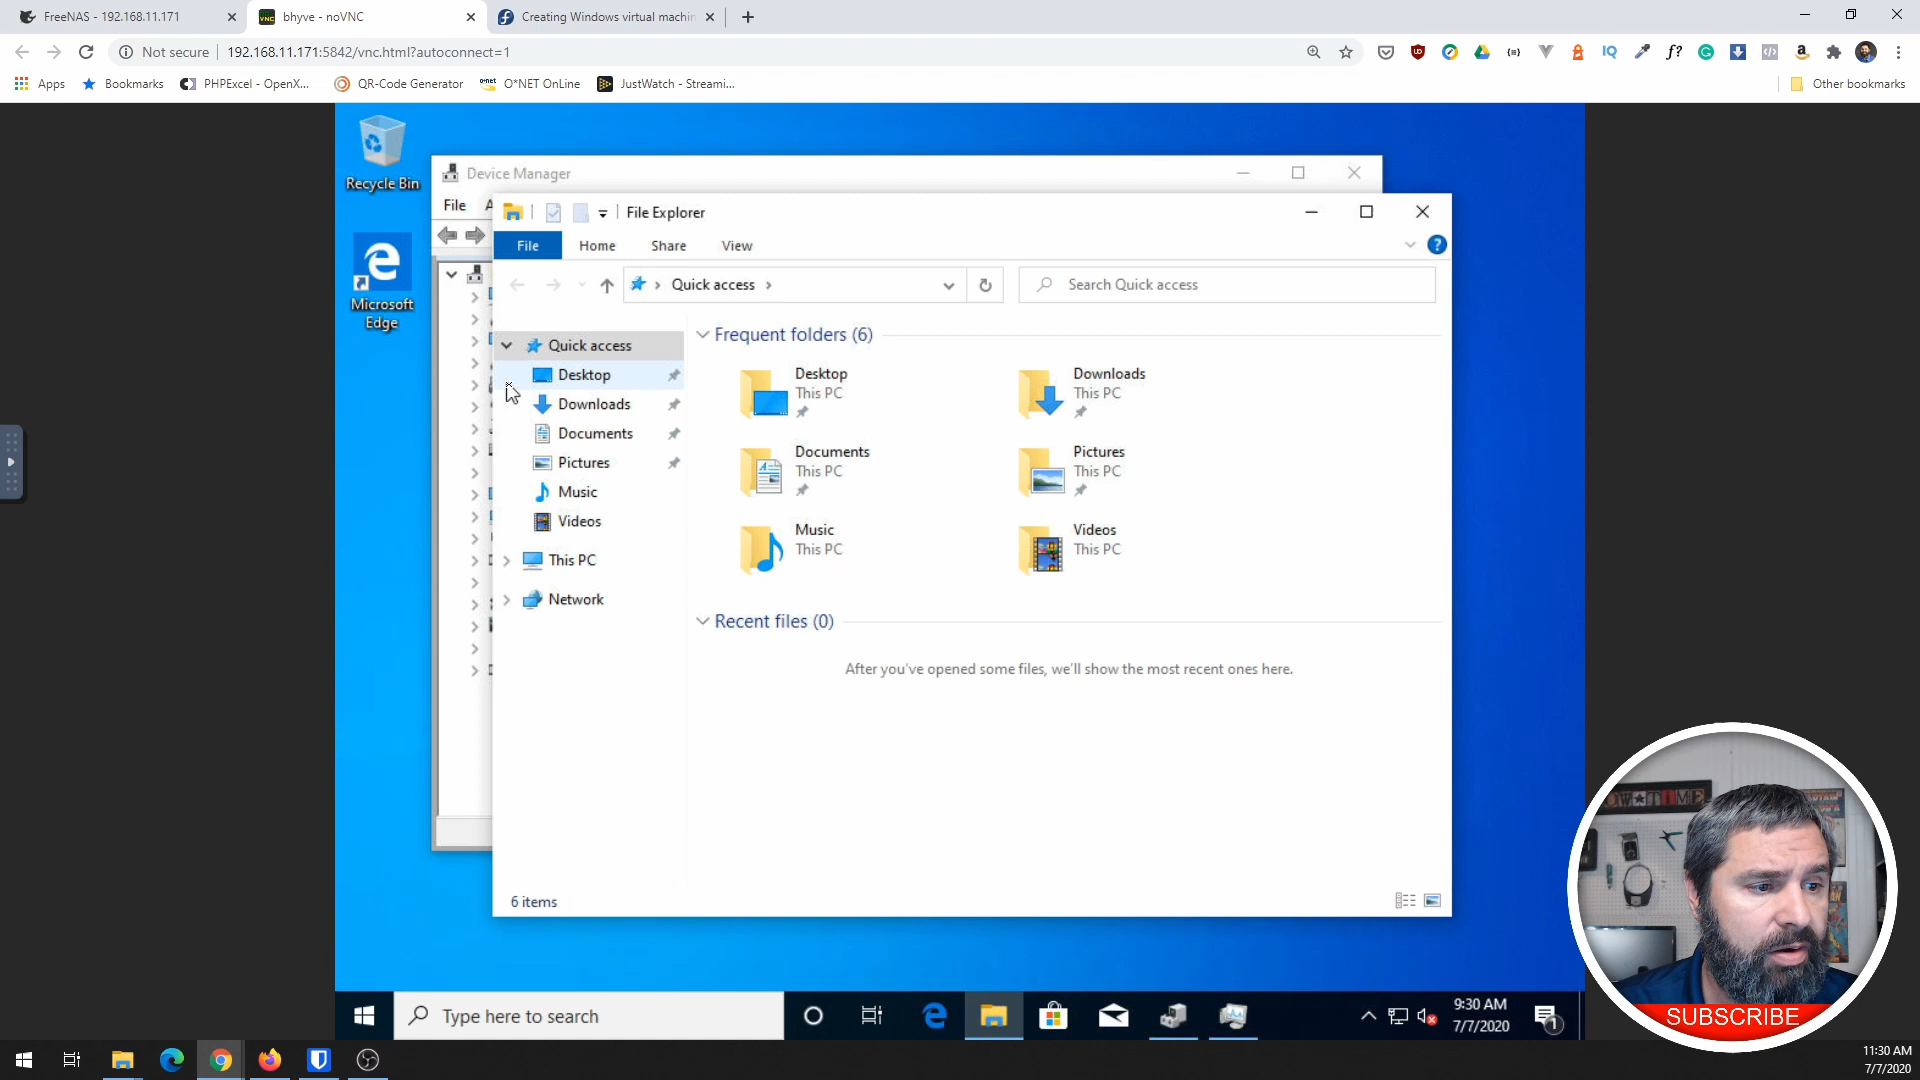 FreeNAS - 192.168.11.171
bhyve - noVNC
Creating Windows virtual machin
Not secure
192.168.11.171:5842/vnc.html?autoconnect=1
Apps
Bookmarks
PHPExcel - OpenX...
QR-Code Generator
O*NET OnLine
JustWatch - Streami...
Other bookmarks
Recycle Bin
Microsoft
Edge
Device Manager
File
File Explorer
File
Home
Share
View
Quick access
Search Quick access
Quick access
Desktop
Downloads
Documents
Pictures
Music
Videos
This PC
Network
Frequent folders (6)
Desktop
This PC
Downloads
This PC
Documents
This PC
Pictures
This PC
Music
This PC
Videos
This PC
Recent files (0)
After you've opened some files, we'll show the most recent ones here.
6 items
Type here to search
9:30 AM
7/7/2020
1
SUBSCRIBE
11:30 AM
7/7/2020